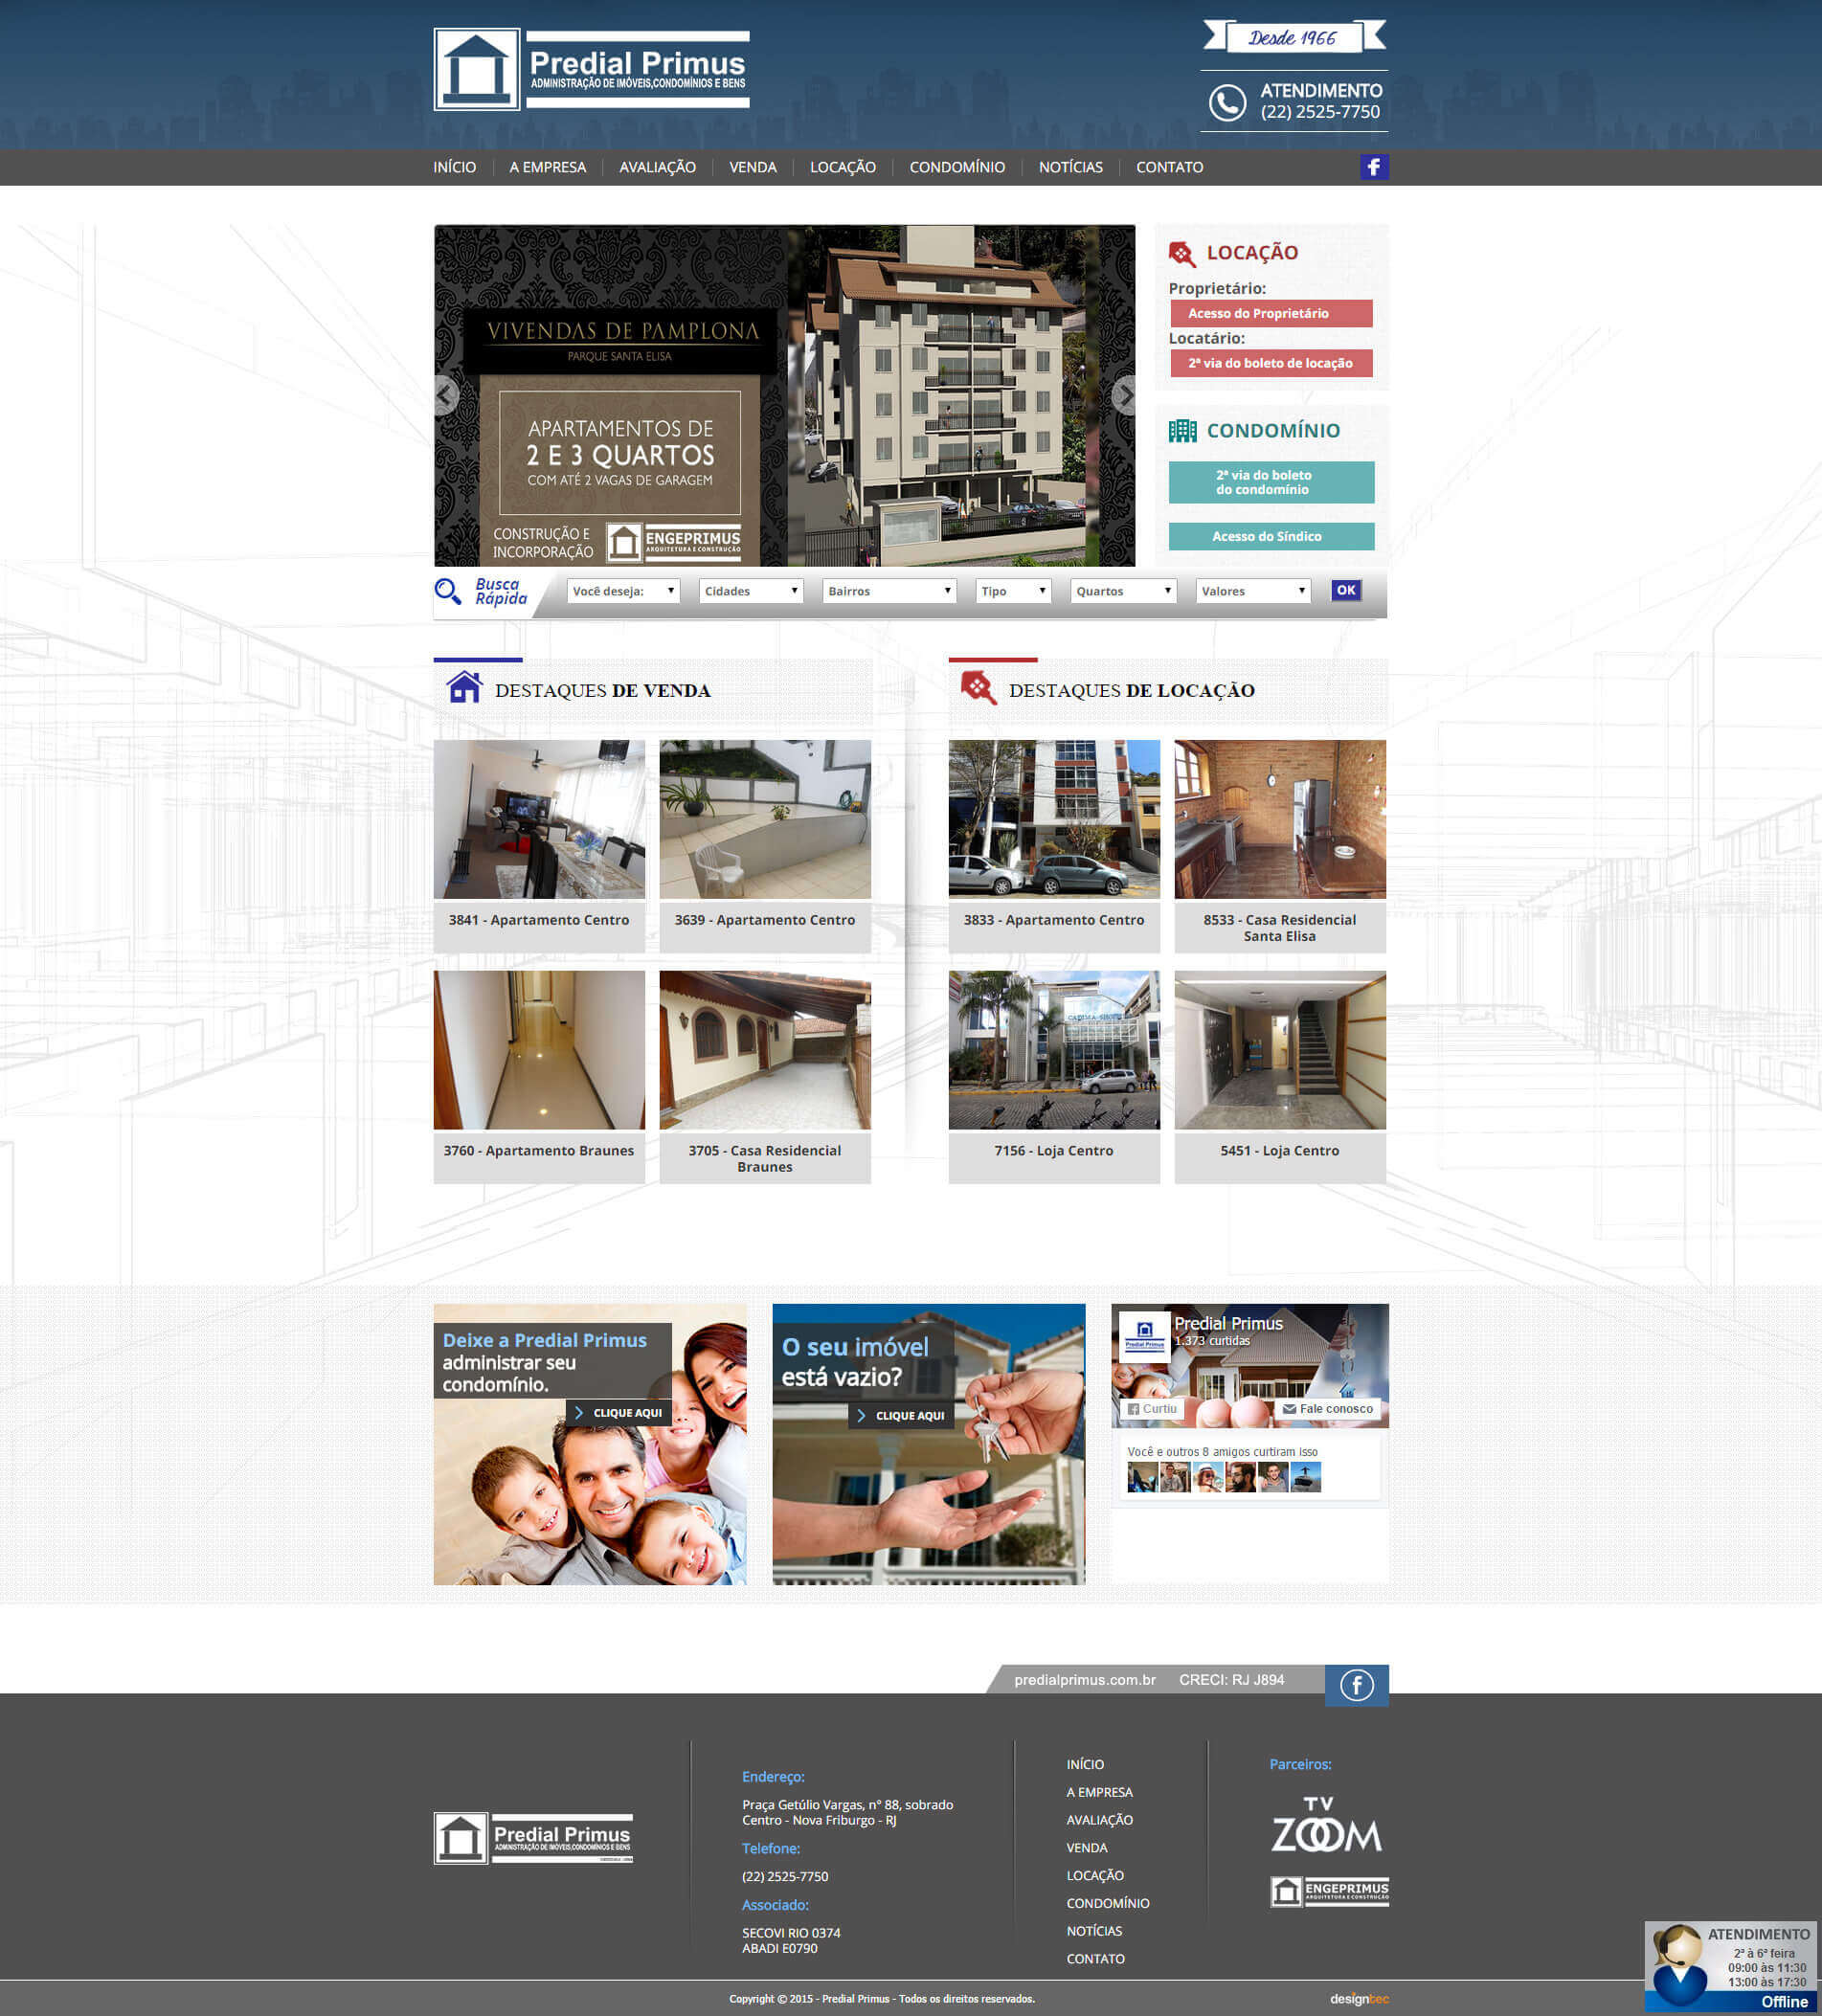 Predial Primus
ADMINISTRAÇÃO DE IMÓVEIS,CONDOMÍNIOS E BENS
Desde 1966
ATENDIMENTO
(22) 2525-7750
INÍCIO
A EMPRESA
AVALIAÇÃO
VENDA
LOCAÇÃO
CONDOMÍNIO
NOTÍCIAS
CONTATO
VIVENDAS DE PAMPLONA
PARQUE SANTA ELISA
APARTAMENTOS DE
2 E 3 QUARTOS
COM ATÉ 2 VAGAS DE GARAGEM
CONSTRUÇÃO E
INCORPORAÇÃO
ENGEPRIMUS
ARQUITETURA E CONSTRUÇÃO
LOCAÇÃO
Proprietário:
Acesso do Proprietário
Locatário:
2ª via do boleto de locação
CONDOMÍNIO
2ª via do boleto
do condomínio
Acesso do Síndico
Busca
Rápida
Você deseja:
Cidades
Bairros
Tipo
Quartos
Valores
OK
DESTAQUES DE VENDA
3841 - Apartamento Centro
3639 - Apartamento Centro
3760 - Apartamento Braunes
3705 - Casa Residencial
Braunes
DESTAQUES DE LOCAÇÃO
3833 - Apartamento Centro
8533 - Casa Residencial
Santa Elisa
7156 - Loja Centro
5451 - Loja Centro
Deixe a Predial Primus
administrar seu
condomínio.
CLIQUE AQUI
O seu imóvel
está vazio?
CLIQUE AQUI
Predial Primus
Predial Primus
1.373 curtidas
Curtiu
Fale conosco
Você e outros 8 amigos curtiram isso
predialprimus.com.br
CRECI: RJ J894
Predial Primus
ADMINISTRAÇÃO DE IMÓVEIS,CONDOMÍNIOS E BENS
Endereço:
Praça Getúlio Vargas, nº 88, sobrado
Centro - Nova Friburgo - RJ
Telefone:
(22) 2525-7750
Associado:
SECOVI RIO 0374
ABADI E0790
INÍCIO
A EMPRESA
AVALIAÇÃO
VENDA
LOCAÇÃO
CONDOMÍNIO
NOTÍCIAS
CONTATO
Parceiros:
TV
ZOOM
ENGEPRIMUS
ARQUITETURA E CONSTRUÇÃO
Copyright © 2015 - Predial Primus - Todos os direitos reservados.
designtec
ATENDIMENTO
2ª à 6ª feira
09:00 às 11:30
13:00 às 17:30
Offline